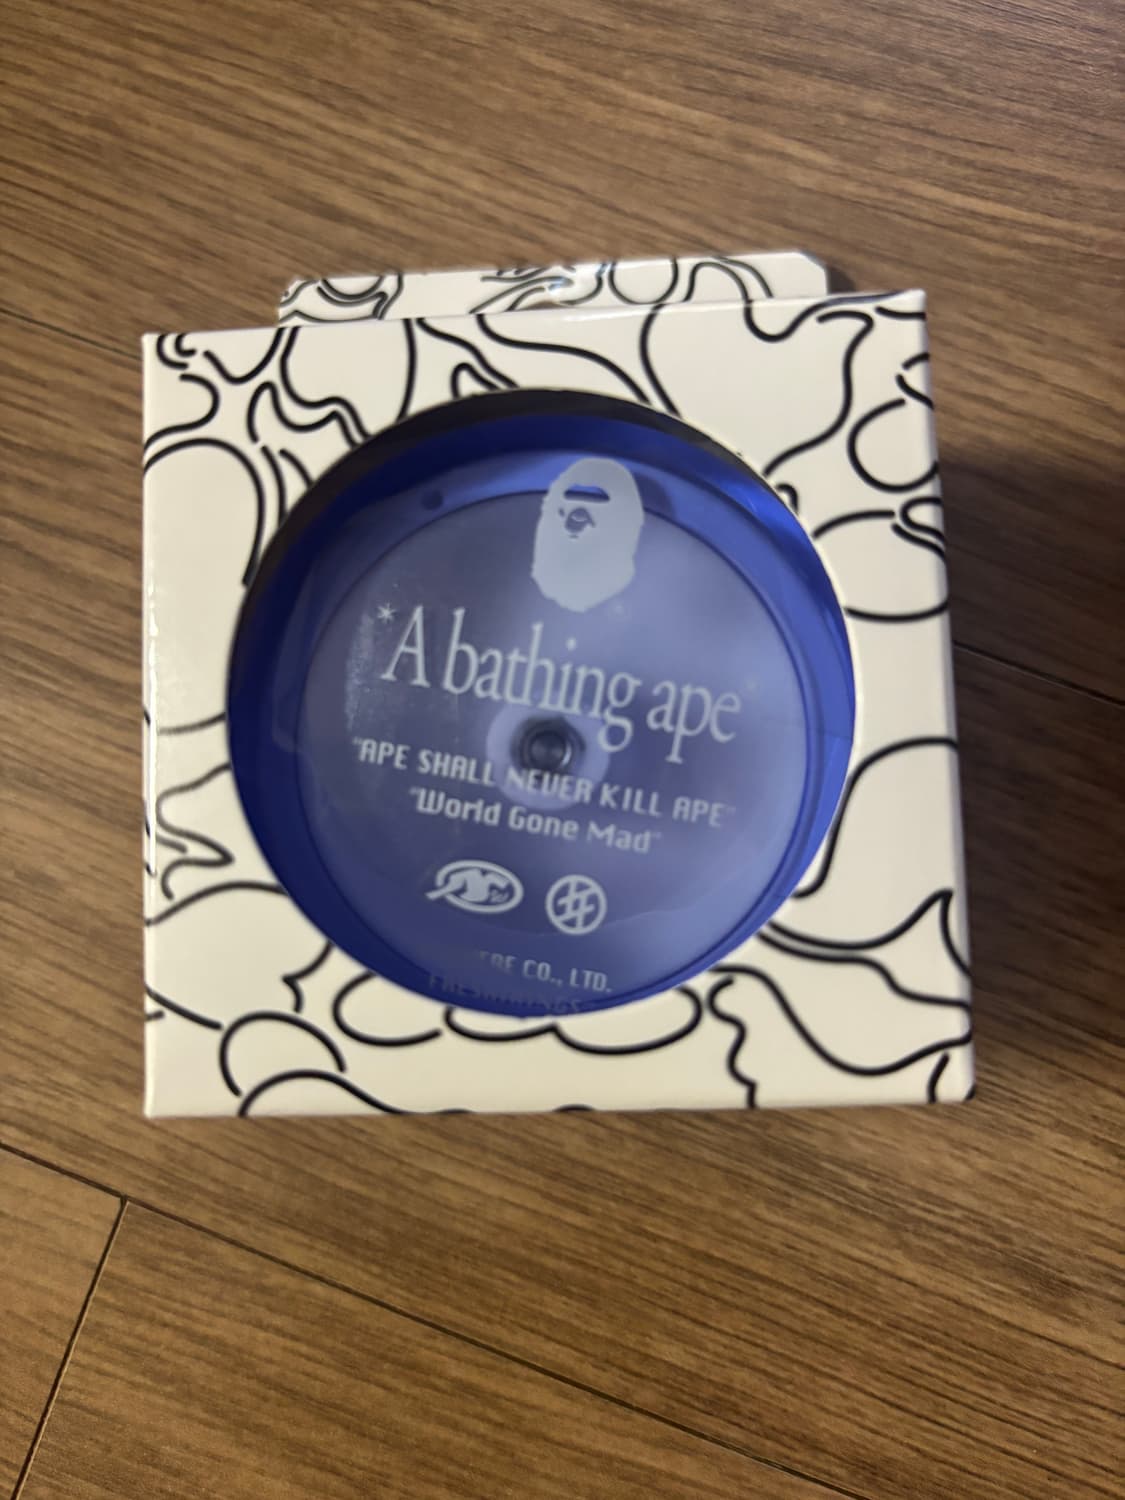 *A bathing ape*
"APE SHALL NEVER KILL APE"
"World Gone Mad"
CO., LTD.